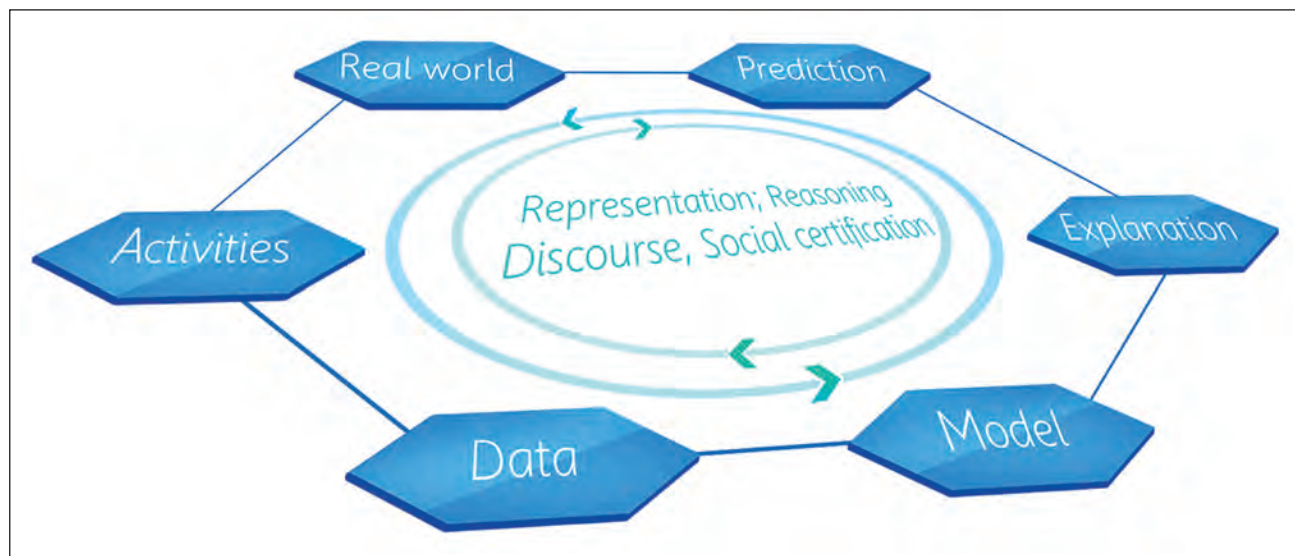 Real world
Prediction
Representation; Reasoning
Discourse, Social certification
Activities
Explanation
Data
Model